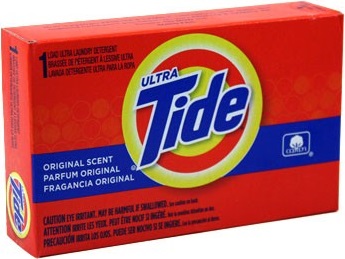 1 LOAD ULTRA LAUNDRY DETERGENT
BRASSÉE DE PÉTERGENT À LESSIVE ULTRA
LAVADA DETERGENTE ULTRA PARA LA ROPA
ULTRA
Tide
ORIGINAL SCENT
PARFUM ORIGINAL
FRAGANCIA ORIGINAL
CAUTION EYE IRRITANT. MAY BE HARMFUL IF SWALLOWED.
ATTENTION IRRITE LES YEUX. PEUT ÊTRE NOCIF SI INGÉRÉ.
PRECAUCIÓN IRRITA LOS OJOS. PUEDE SER NOCIVO SI SE INGIERE.